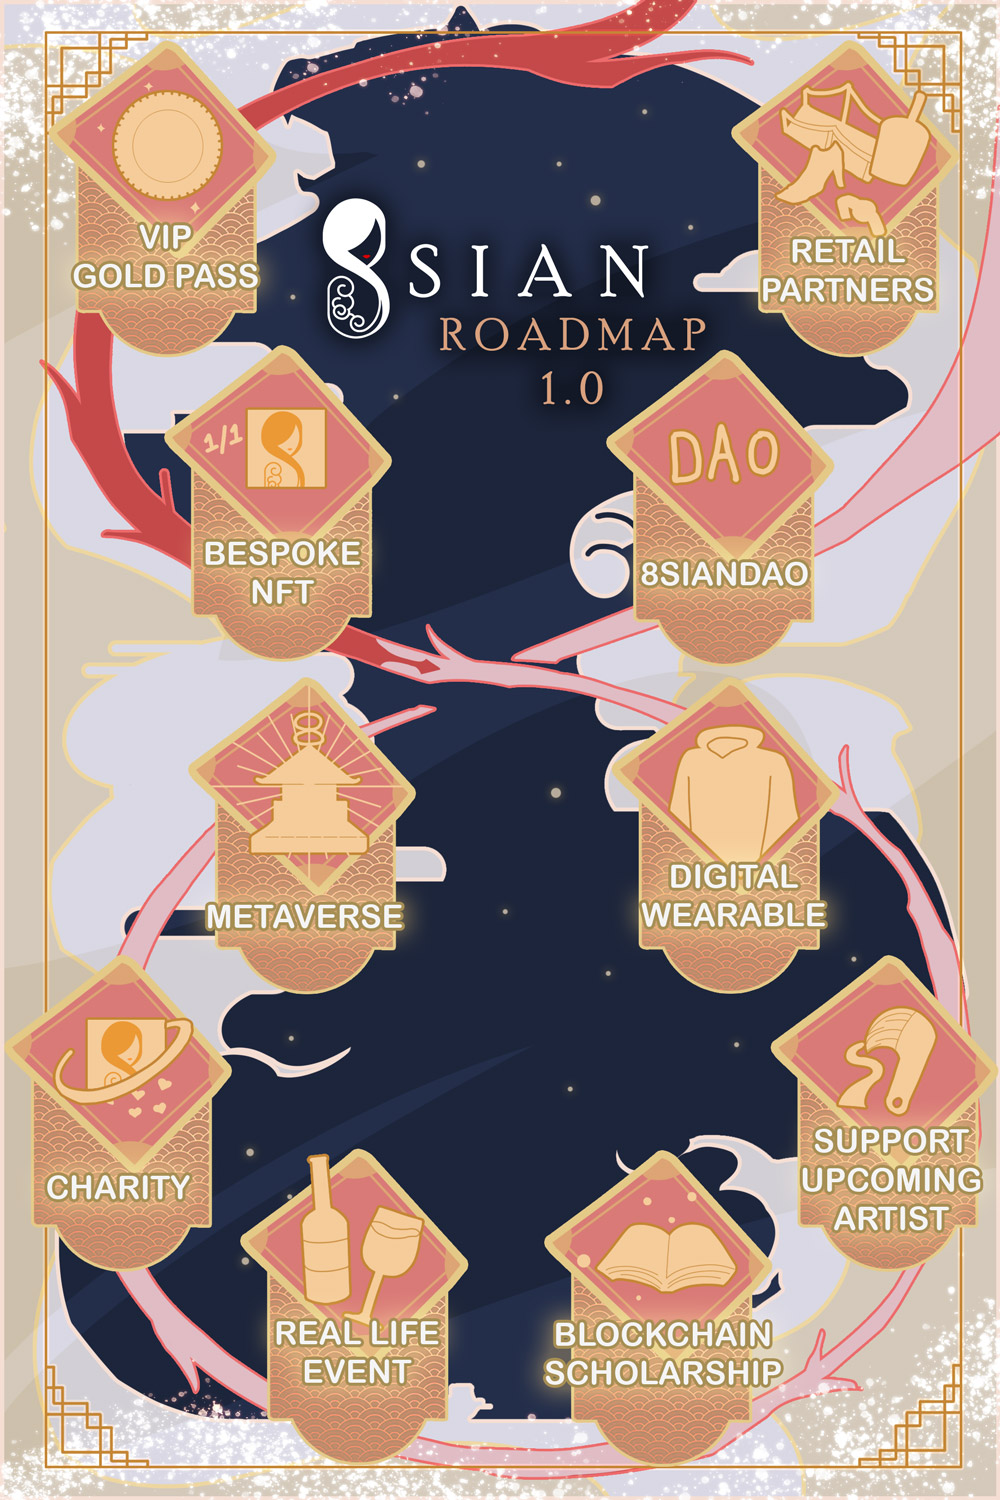 VIP
GOLD PASS
8SIAN
ROADMAP
1.0
RETAIL
PARTNERS
1/1
BESPOKE
NFT
DAO
8SIANDAO
METAVERSE
DIGITAL
WEARABLE
CHARITY
SUPPORT
UPCOMING
ARTIST
REAL LIFE
EVENT
BLOCKCHAIN
SCHOLARSHIP